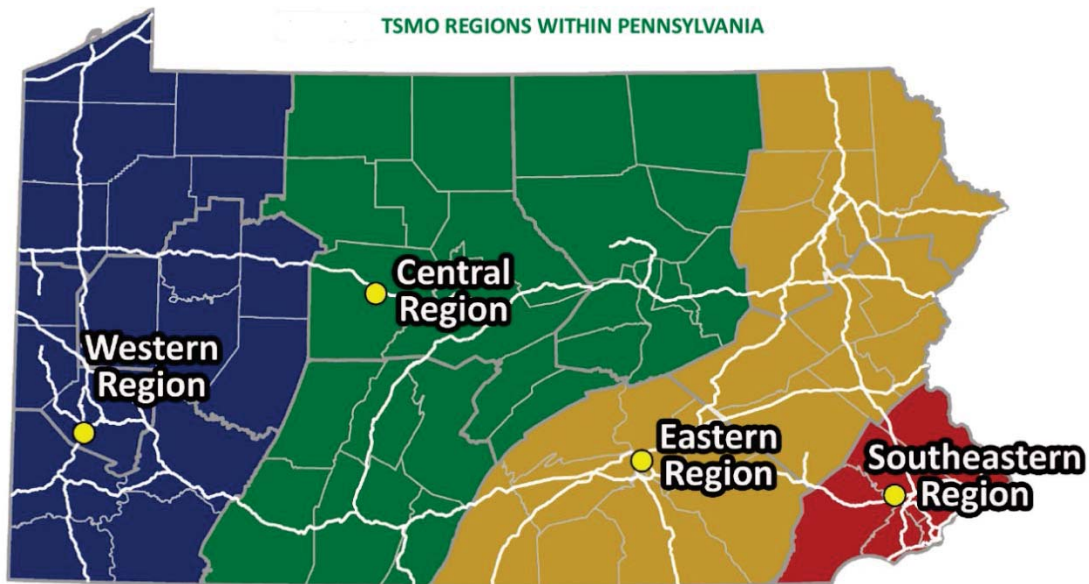 TSMO REGIONS WITHIN PENNSYLVANIA
Central
Region
Western
Region
Eastern
Region
Southeastern
Region